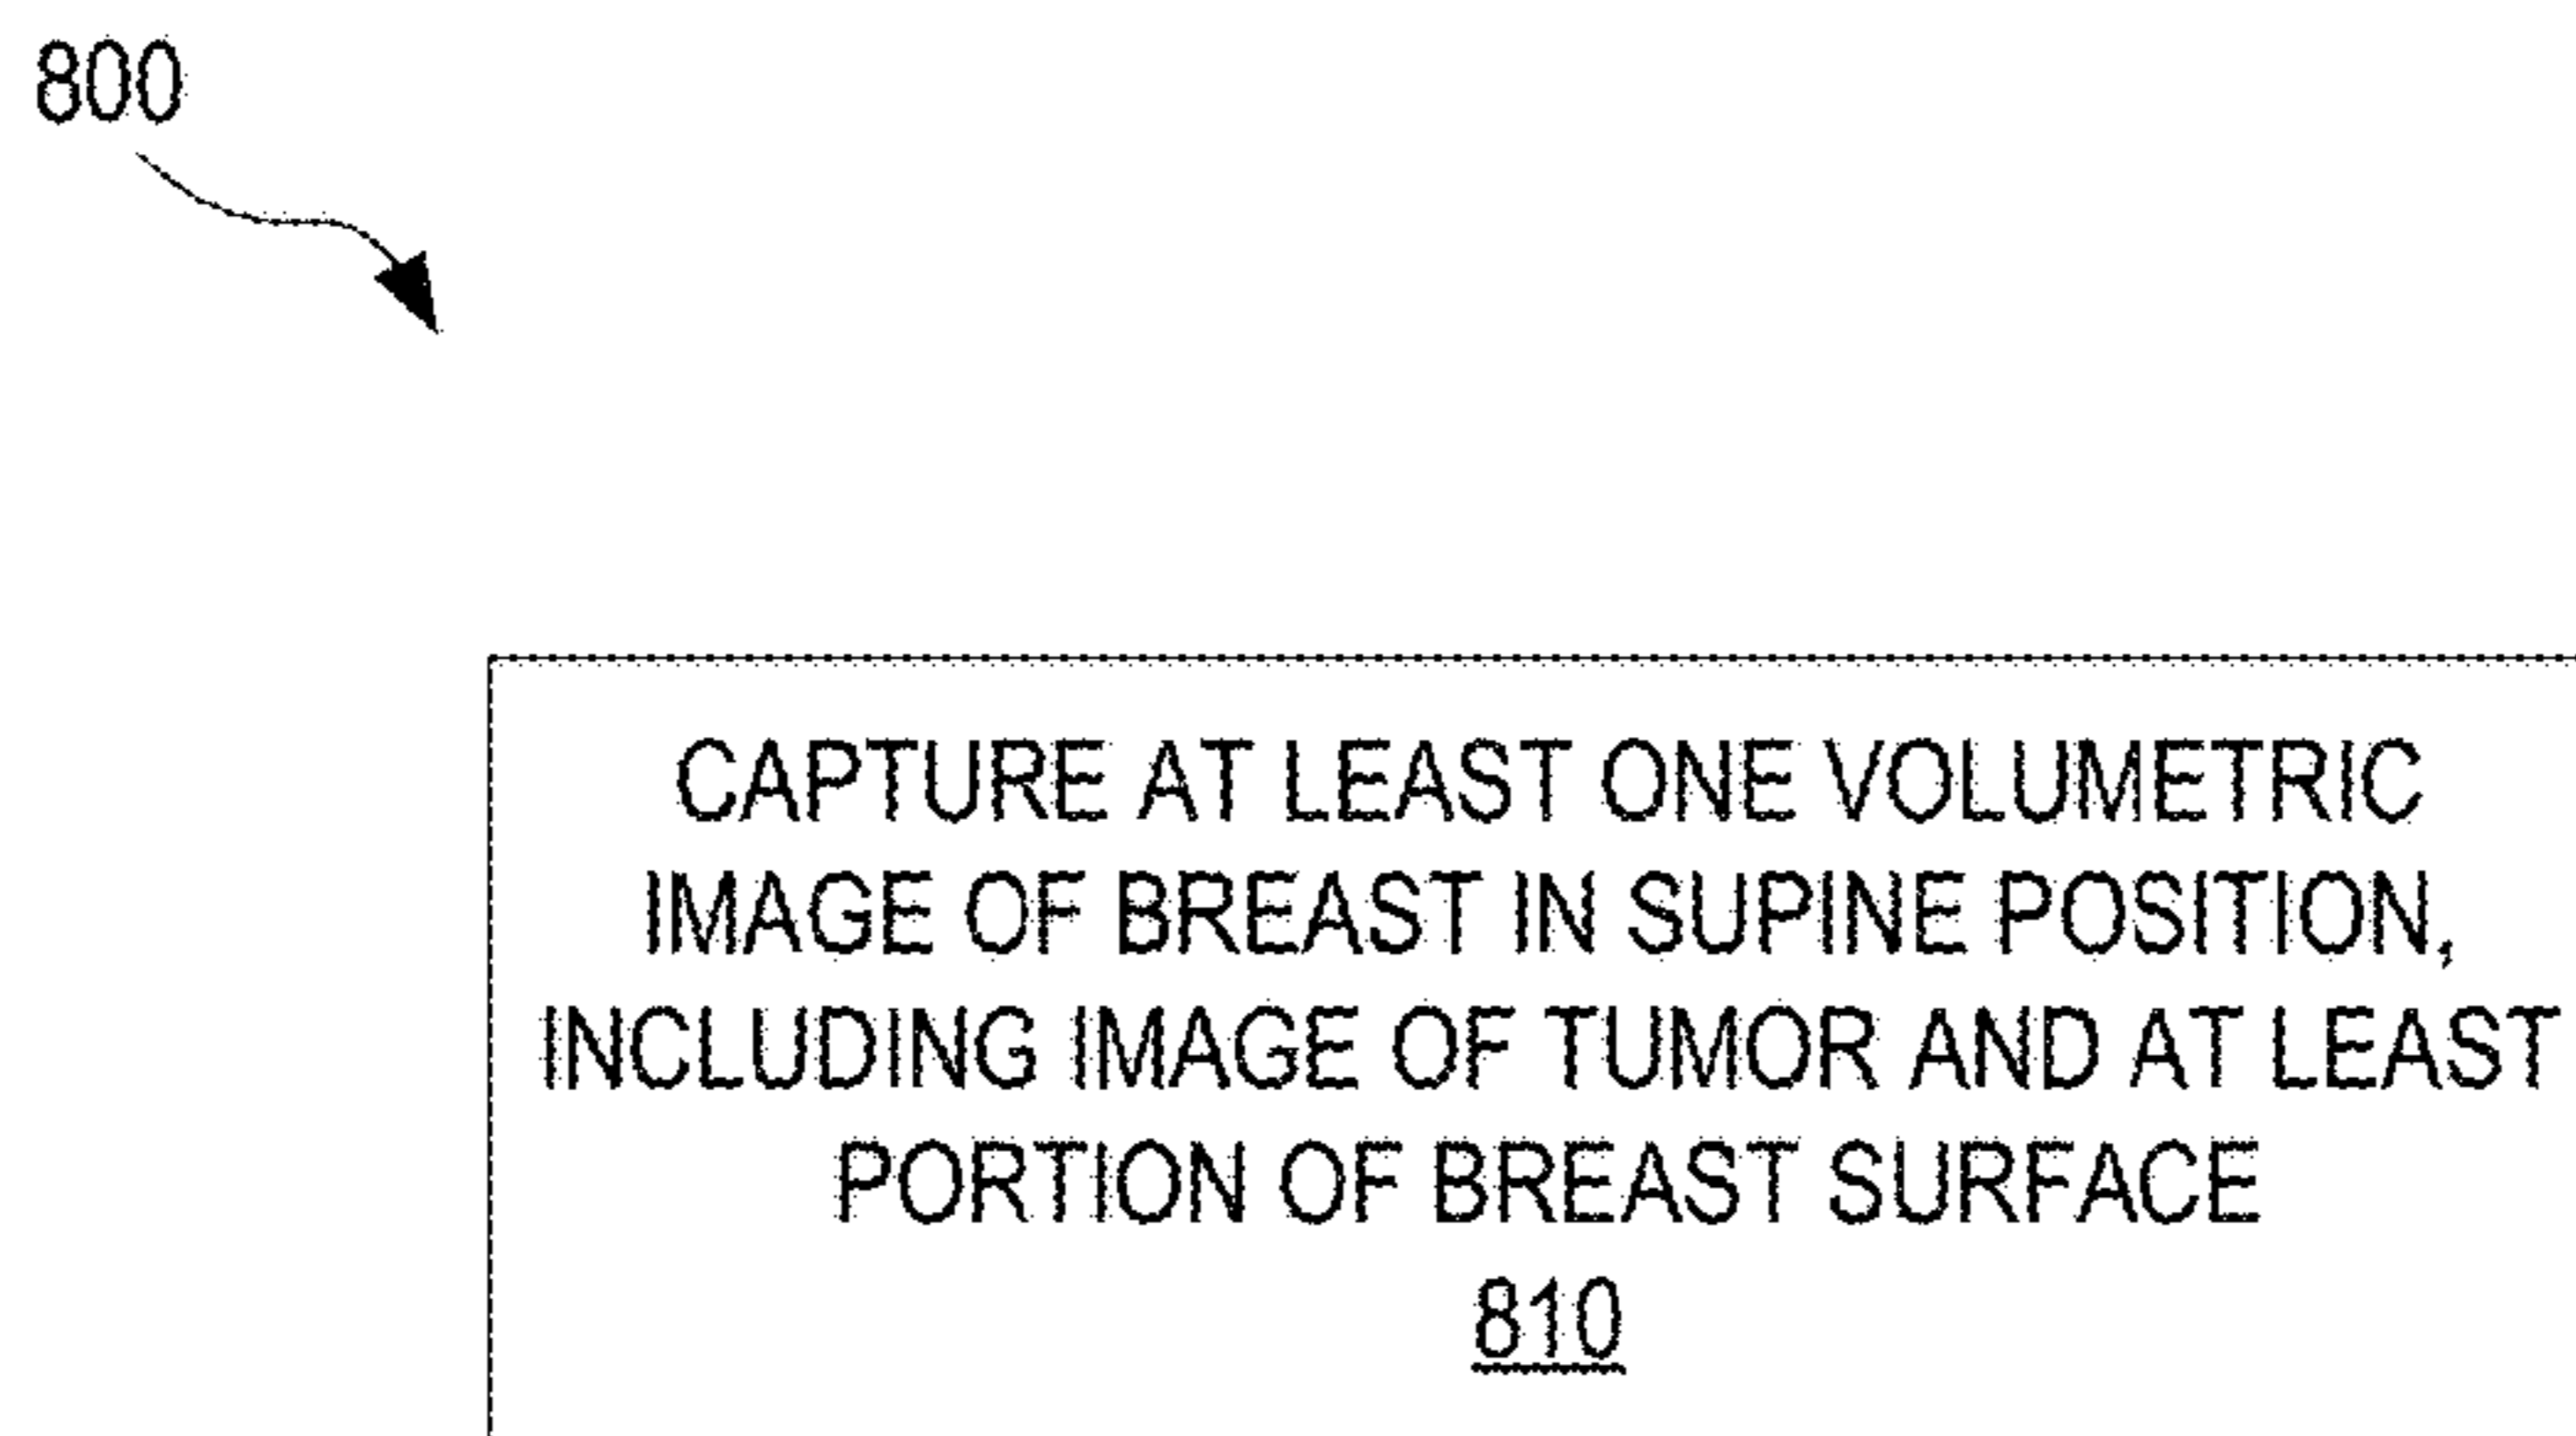 800
CAPTURE AT LEAST ONE VOLUMETRIC
IMAGE OF BREAST IN SUPINE POSITION,
INCLUDING IMAGE OF TUMOR AND AT LEAST
PORTION OF BREAST SURFACE
810